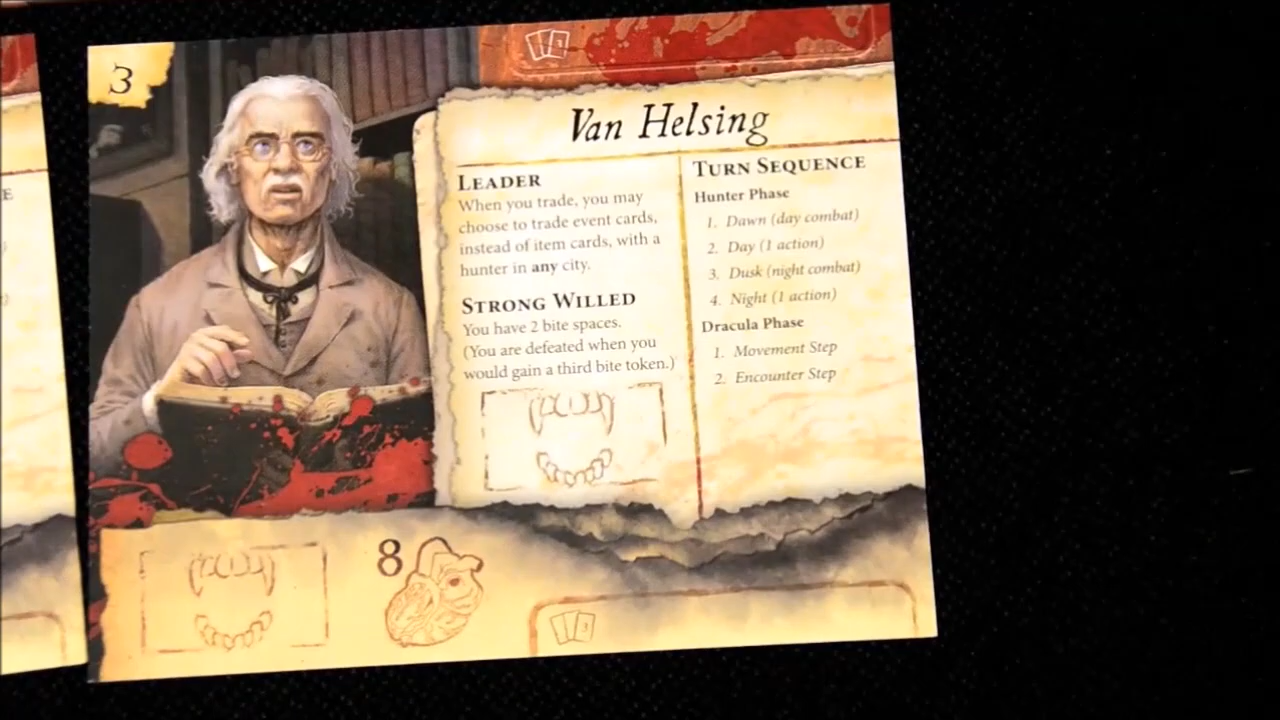 3
Van Helsing
LEADER
When you trade, you may
choose to trade event cards,
instead of item cards, with a
hunter in any city.
STRONG WILLED
You have 2 bite spaces.
(You are defeated when you
would gain a third bite token.)
TURN SEQUENCE
Hunter Phase
1. Dawn (day combat)
2. Day (1 action)
3. Dusk (night combat)
4. Night (1 action)
Dracula Phase
1. Movement Step
2. Encounter Step
8